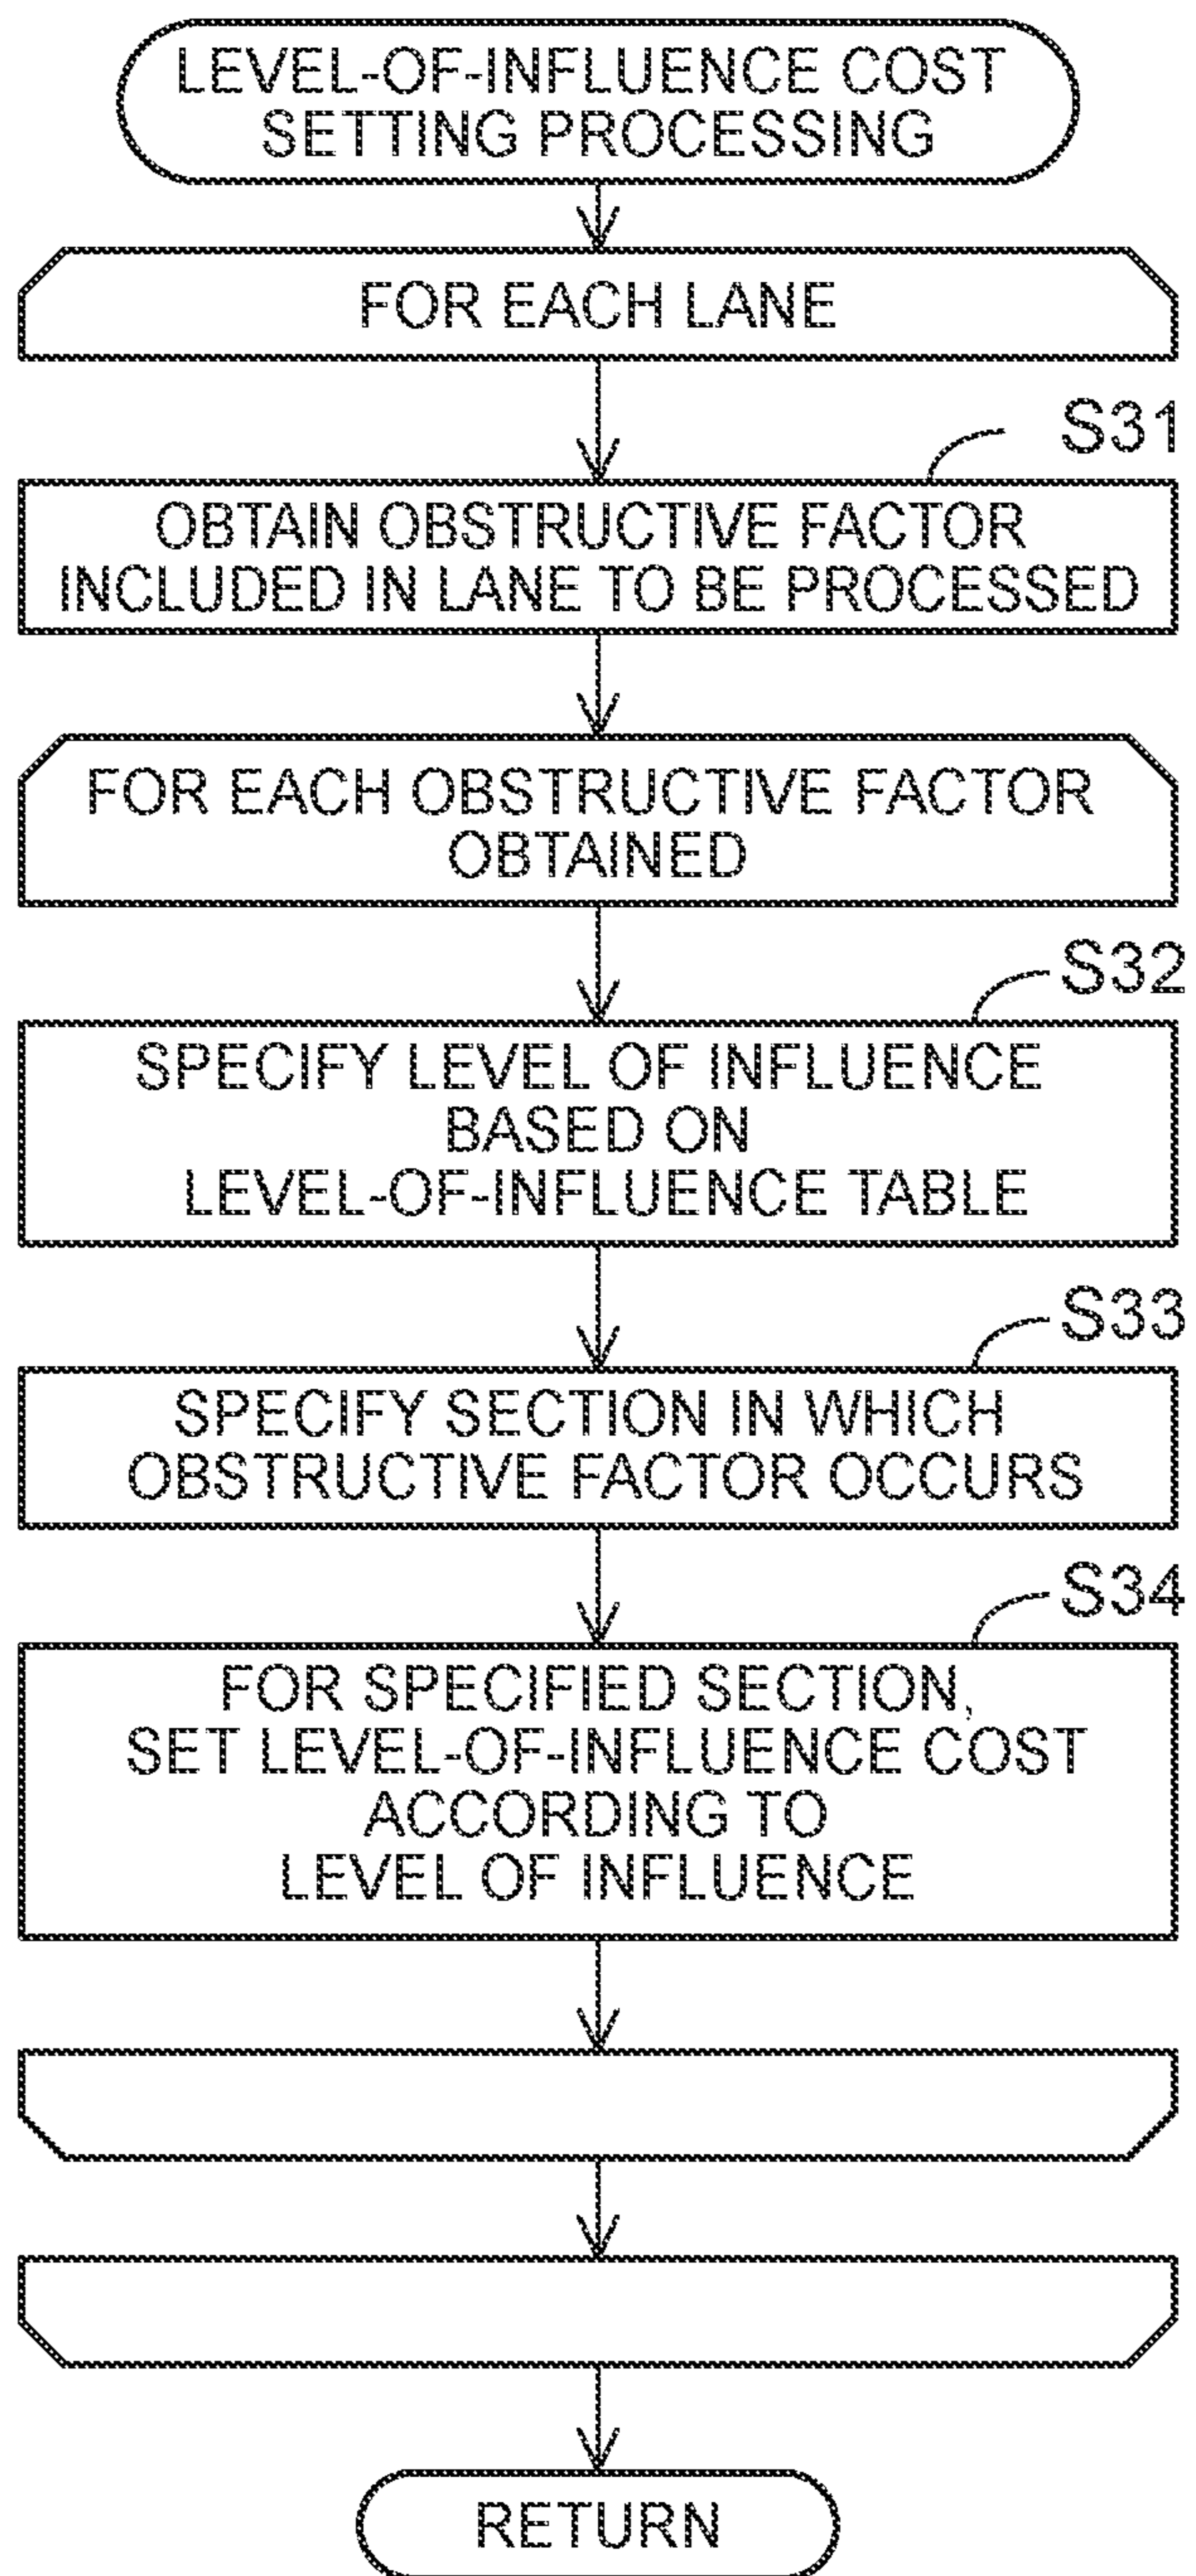 LEVEL-OF-INFLUENCE COST
SETTING PROCESSING
FOR EACH LANE
S31
OBTAIN OBSTRUCTIVE FACTOR
INCLUDED IN LANE TO BE PROCESSED
FOR EACH OBSTRUCTIVE FACTOR
OBTAINED
S32
SPECIFY LEVEL OF INFLUENCE
BASED ON
LEVEL-OF-INFLUENCE TABLE
S33
SPECIFY SECTION IN WHICH
OBSTRUCTIVE FACTOR OCCURS
S34
FOR SPECIFIED SECTION,
SET LEVEL-OF-INFLUENCE COST
ACCORDING TO
LEVEL OF INFLUENCE
RETURN